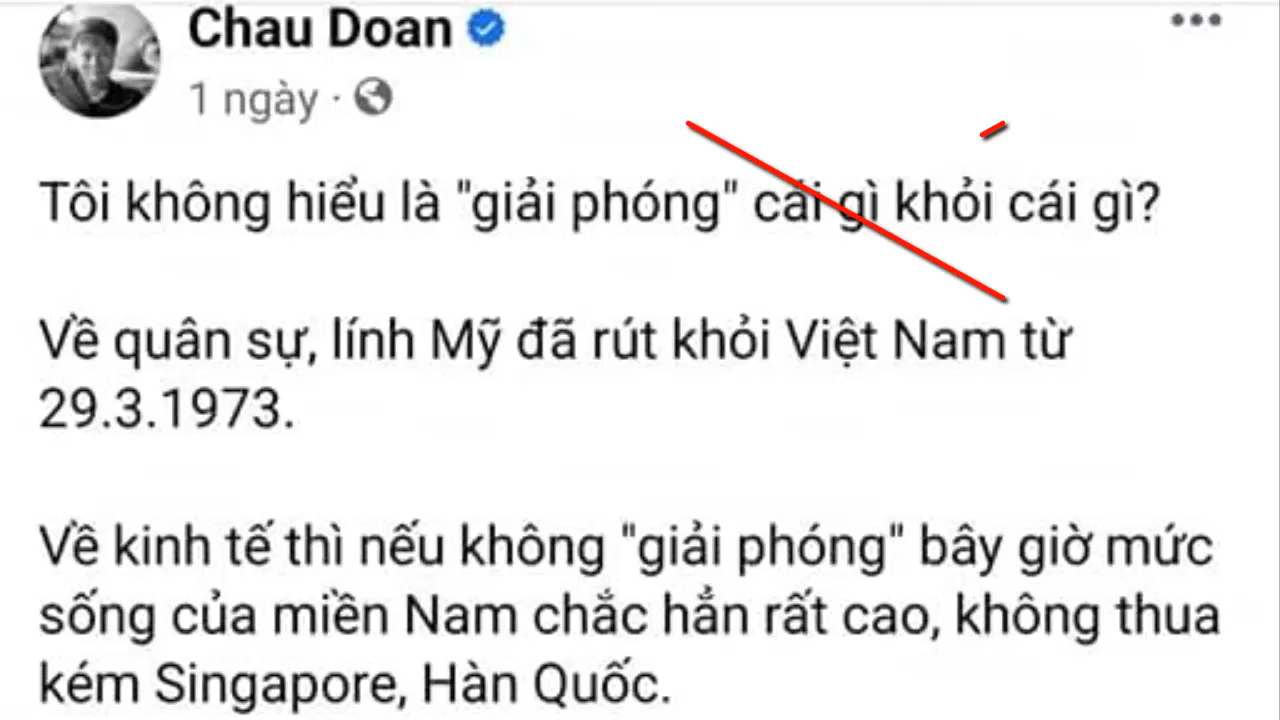 Chau Doan
1 ngày ·
Tôi không hiểu là "giải phóng" cái gì khỏi cái gì?
Về quân sự, lính Mỹ đã rút khỏi Việt Nam từ
29.3.1973.
Về kinh tế thì nếu không "giải phóng" bây giờ mức
sống của miền Nam chắc hẳn rất cao, không thua
kém Singapore, Hàn Quốc.